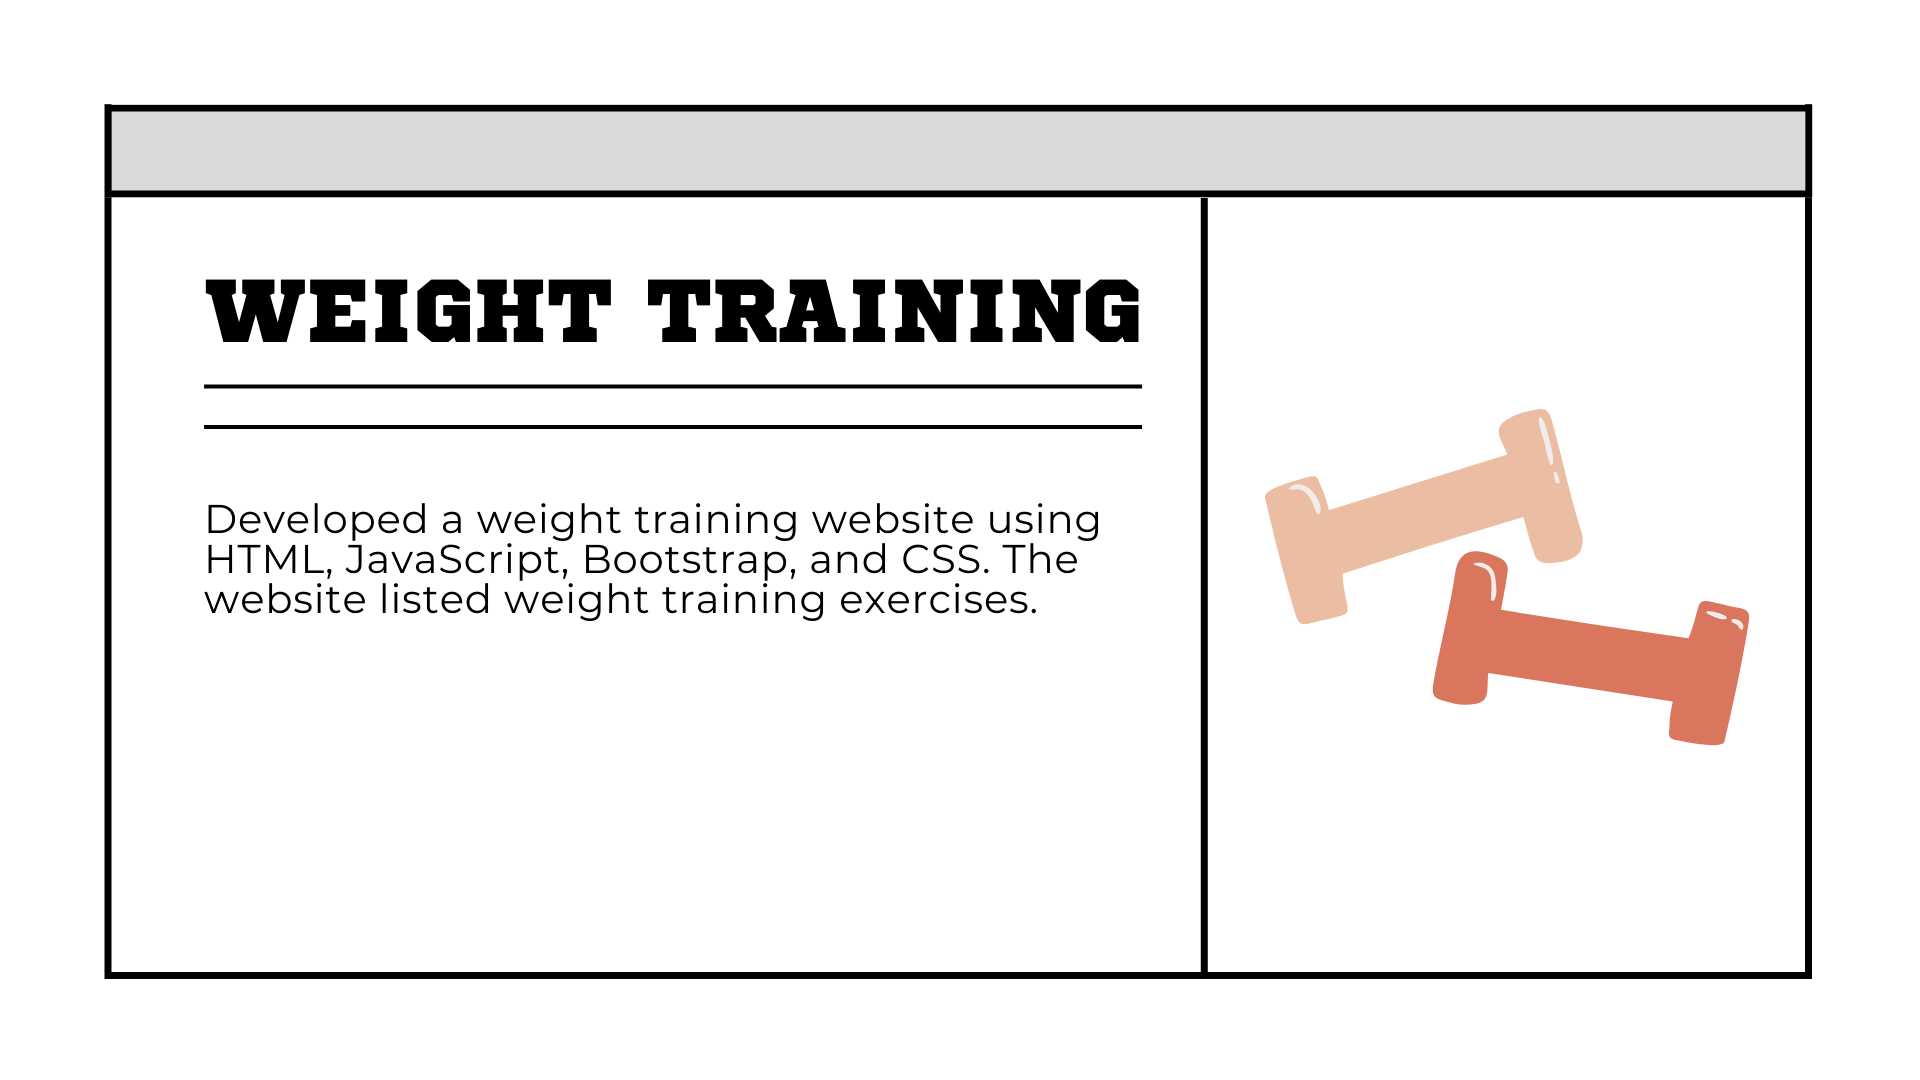 WEIGHT TRAINING
Developed a weight training website using
HTML, JavaScript, Bootstrap, and CSS. The
website listed weight training exercises.